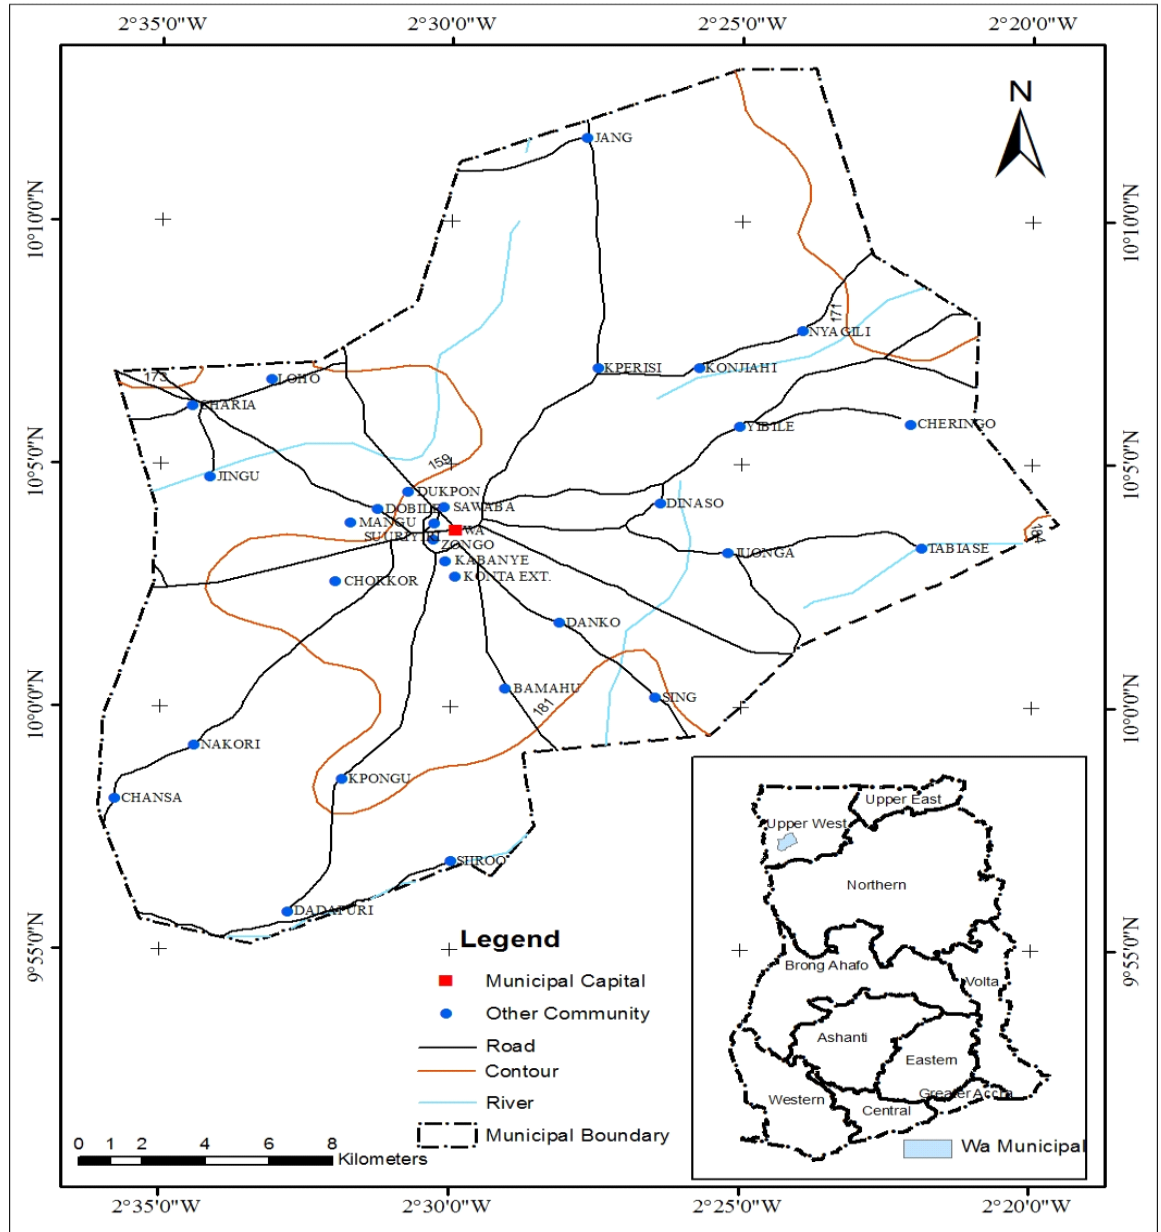 2°35'0"W 2°30'0"W 2°25'0"W 2°20'0"W
N
JANG
10°10'0"N 10°10'0"N
171
NYAGILI
KPERISI KONJIAHI
173 LOHO
CHARIA
YIBILE CHERINGO
10°5'0"N 10°5'0"N
159
JINGU
DUKPON
DOBILE SAWABA DINASO
MANGU WA
184
ZONGO
JUONGA TABIASE
KABANYE
CHORKOR KONTA EXT.
DANKO
BAMAHU SING
181
10°0'0"N 10°0'0"N
NAKORI
KPONGU
CHANSA
SHROO
DADAFURI
9°55'0"N 9°55'0"N
Legend
Municipal Capital
Other Community
Road
Contour
River
Municipal Boundary
0 1 2 4 6 8
Kilometers
Upper East
Upper West
Northern
Brong Ahafo
Volta
Ashanti
Eastern
Greater Accra
Western
Central
Wa Municipal
2°35'0"W 2°30'0"W 2°25'0"W 2°20'0"W